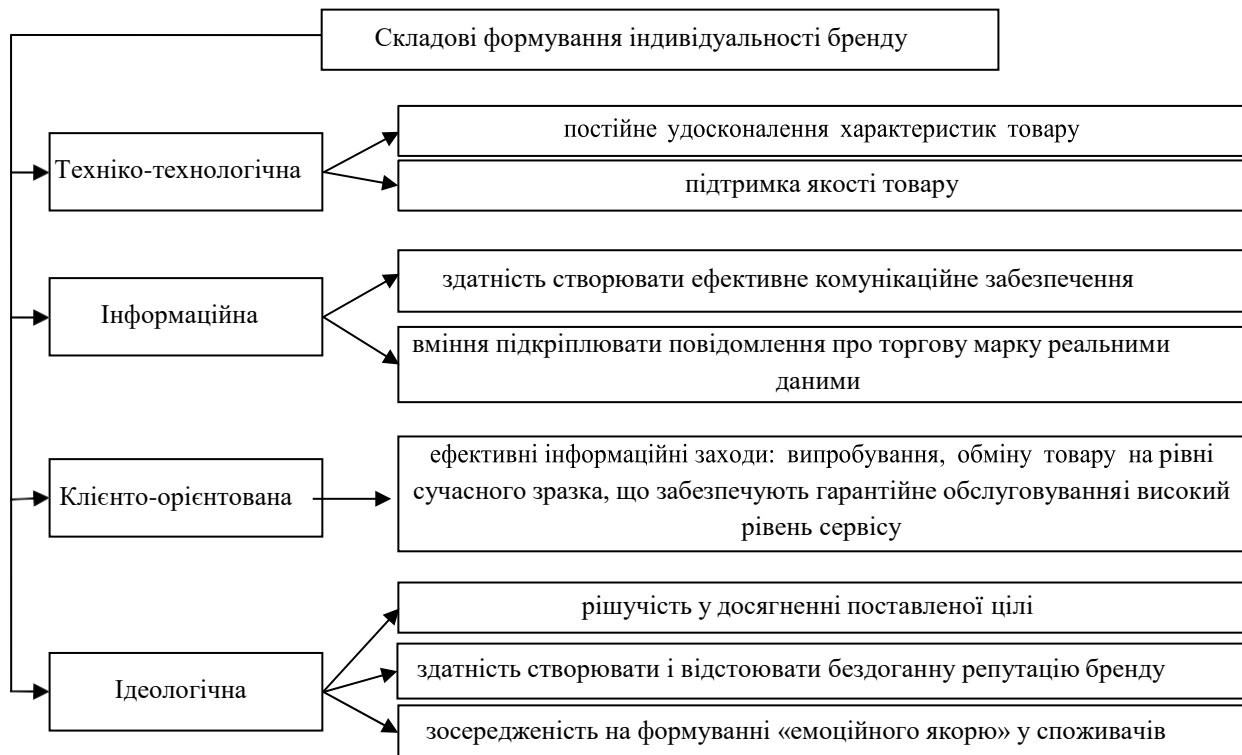 Складові формування індивідуальності бренду
Техніко-технологічна
постійне удосконалення характеристик товару
підтримка якості товару
Інформаційна
здатність створювати ефективне комунікаційне забезпечення
вміння підкріплювати повідомлення про торгову марку реальними
даними
Клієнто-орієнтована
ефективні інформаційні заходи: випробування, обміну товару на рівні
сучасного зразка, що забезпечують гарантійне обслуговуванняі високий
рівень сервісу
Ідеологічна
рішучість у досягненні поставленої цілі
здатність створювати і відстоювати бездоганну репутацію бренду
зосередженість на формуванні «емоційного якорю» у споживачів